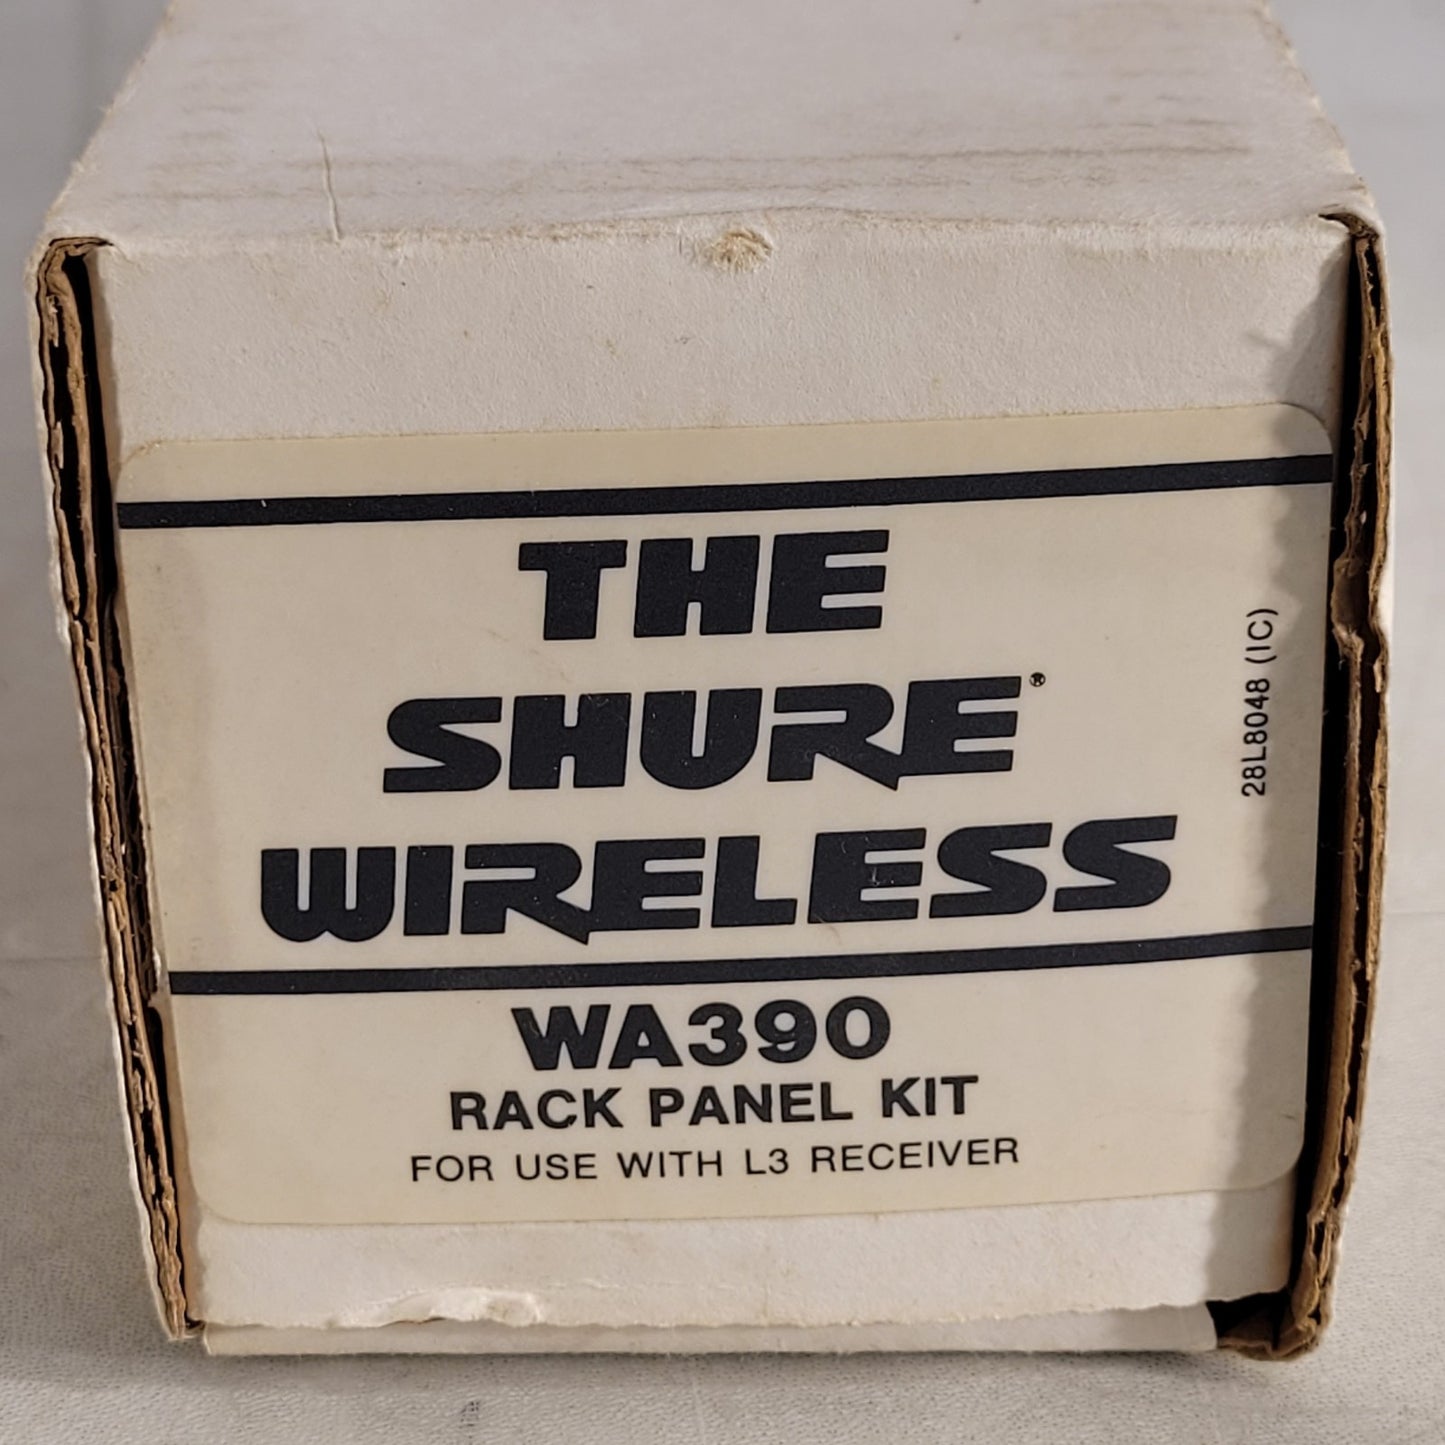 THE
SHURE®
WIRELESS
WA390
RACK PANEL KIT
FOR USE WITH L3 RECEIVER
28L8048 (IC)